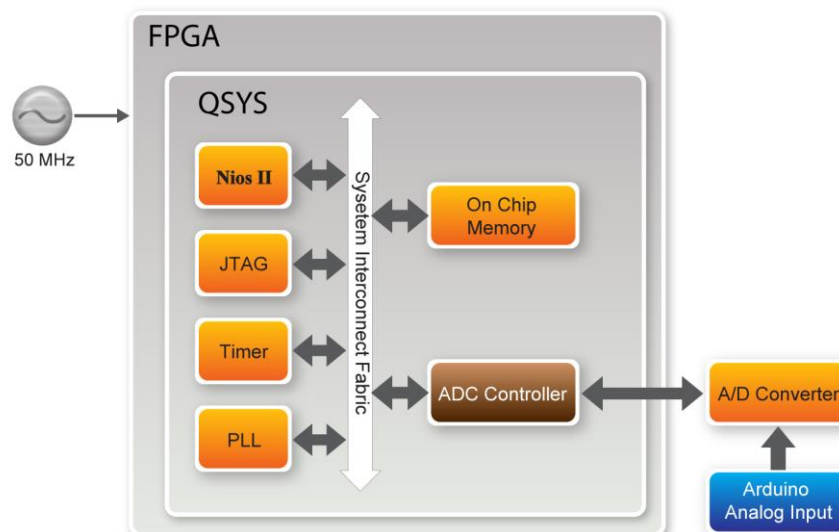 FPGA
QSYS
50 MHz
Nios II
JTAG
Timer
PLL
Sysetem Interconnect Fabric
On Chip
Memory
ADC Controller
A/D Converter
Arduino
Analog Input